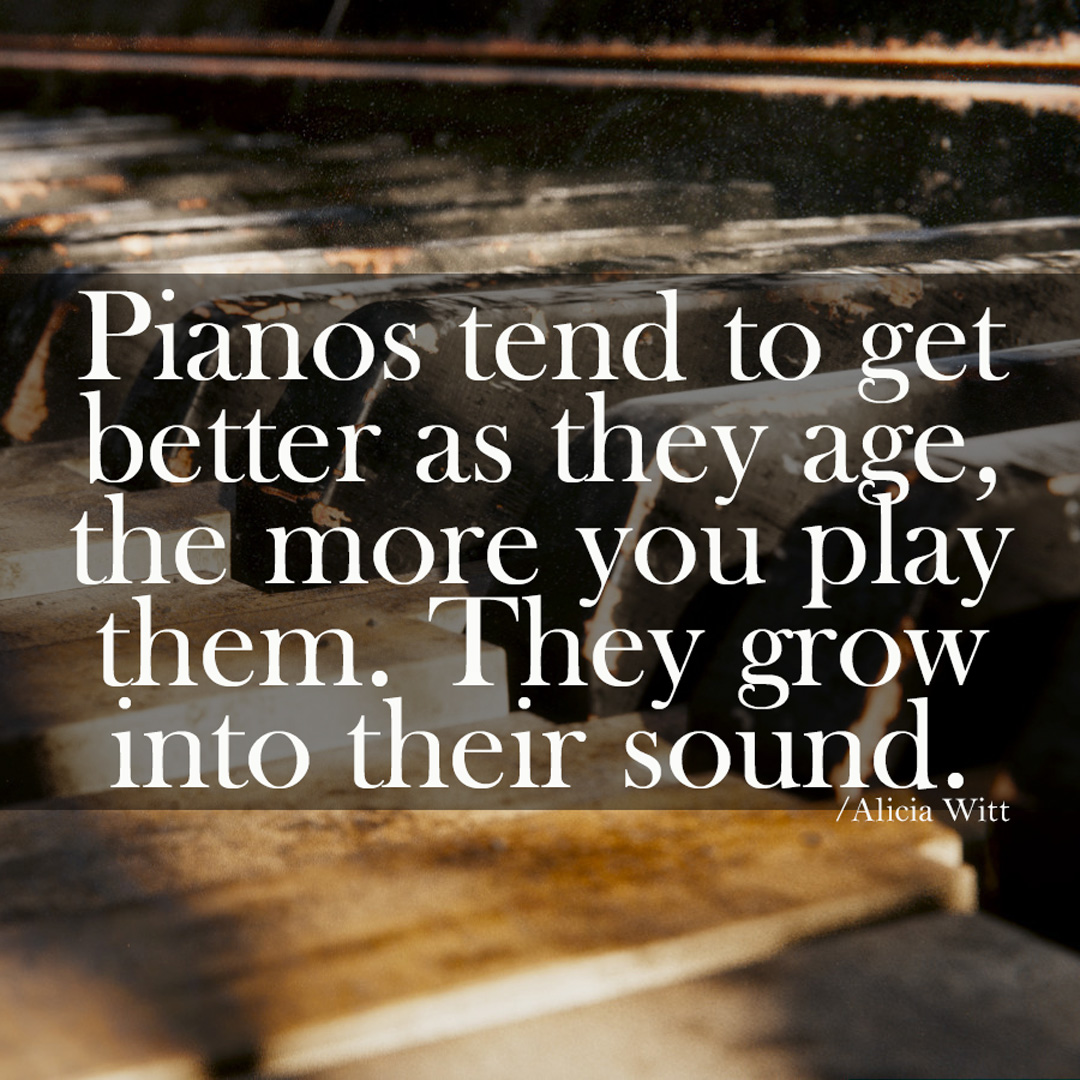 Pianos tend to get
better as they age,
the more you play
them. They grow
into their sound.
/Alicia Witt